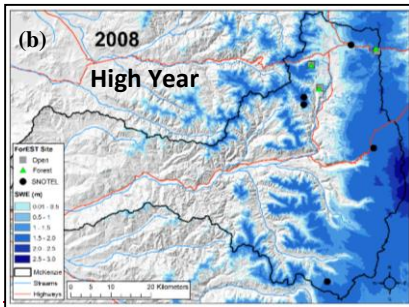 (b)
2008
High Year
ForEST Site
Open
Forest
SNOTEL
SWE (m)
0.01 - 0.5
0.5 - 1
1 - 1.5
1.5 - 2.0
2.0 - 2.5
2.5 - 3.0
McKenzie
Streams
Highways
0 5 10 20 Kilometers